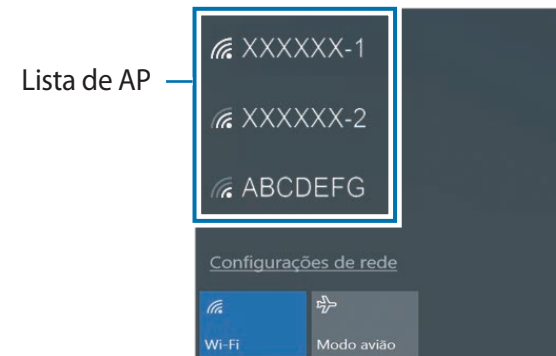 XXXXXX-1
Lista de AP
XXXXXX-2
ABCDEFG
Configurações de rede
Wi-Fi
Modo avião